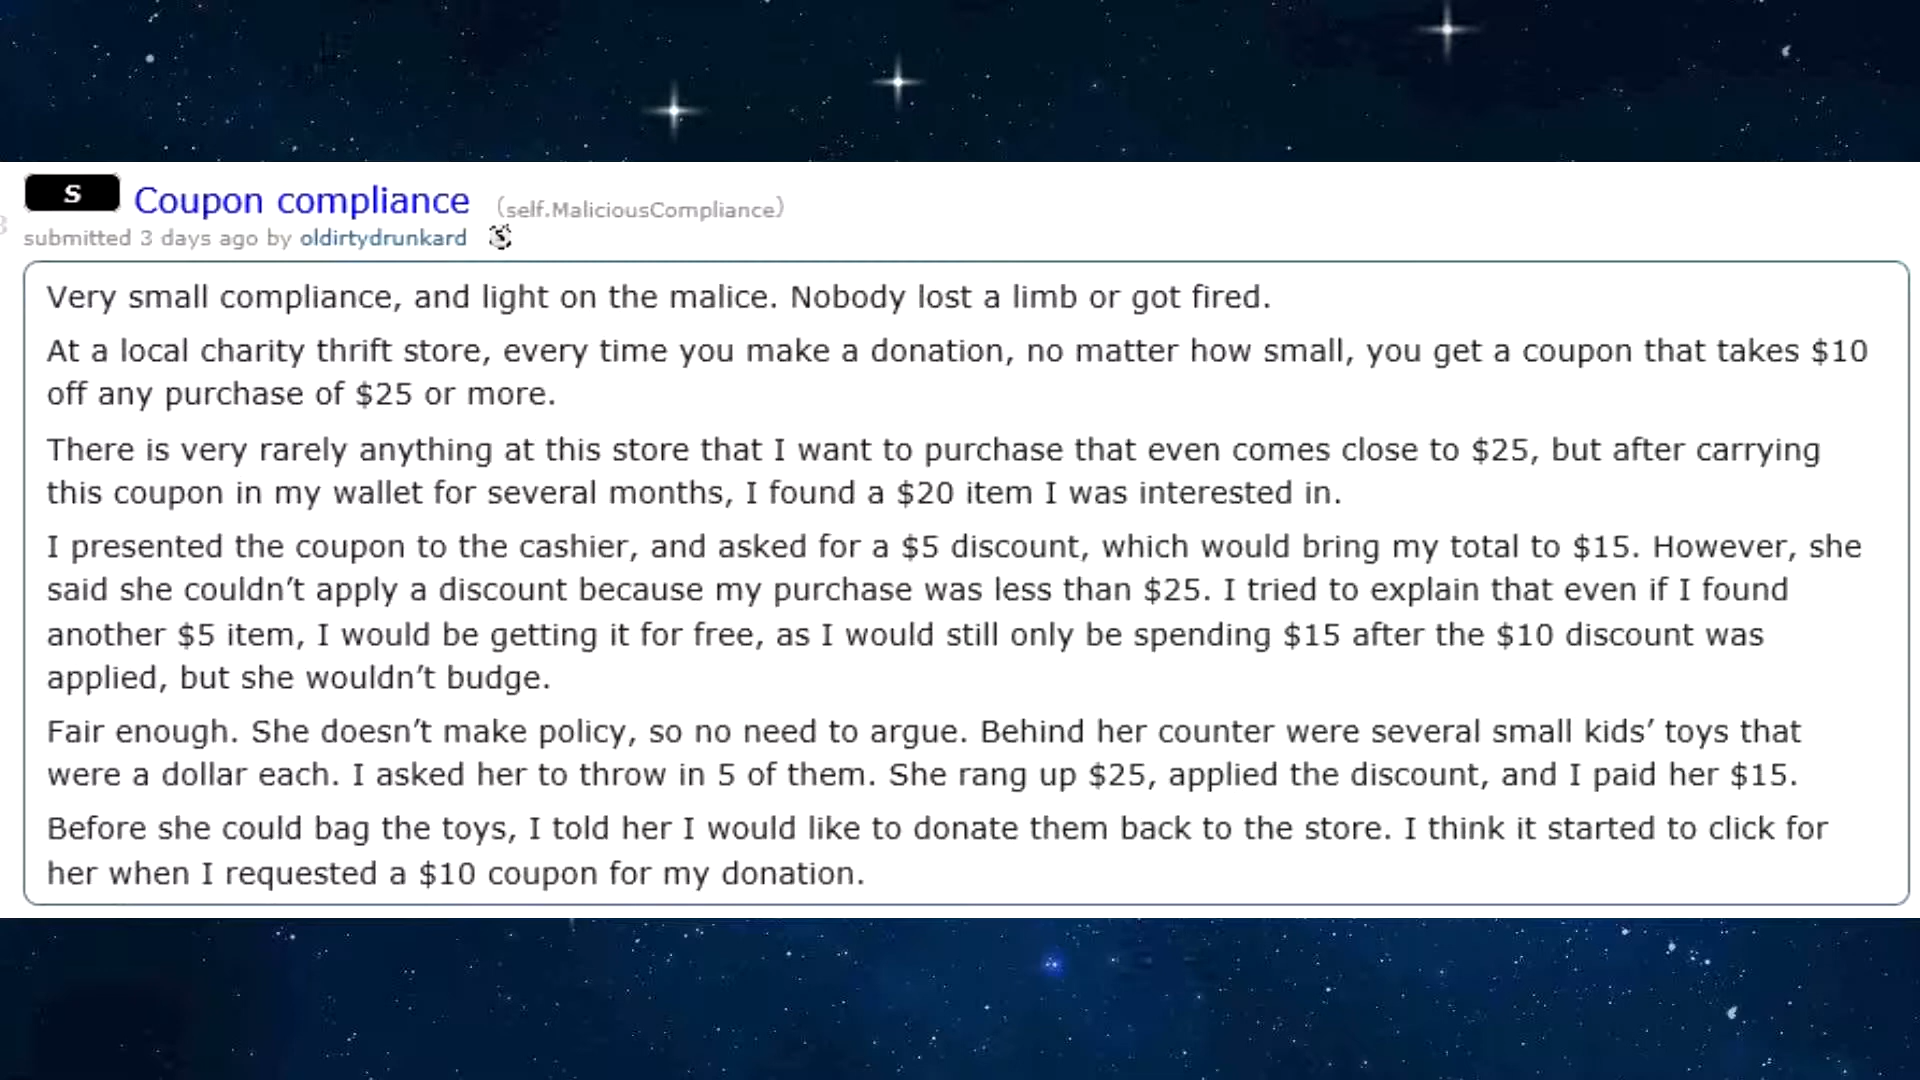 S Coupon compliance (self.MaliciousCompliance)
3
submitted 3 days ago by oldirtydrunkard
Very small compliance, and light on the malice. Nobody lost a limb or got fired.
At a local charity thrift store, every time you make a donation, no matter how small, you get a coupon that takes $10
off any purchase of $25 or more.
There is very rarely anything at this store that I want to purchase that even comes close to $25, but after carrying
this coupon in my wallet for several months, I found a $20 item I was interested in.
I presented the coupon to the cashier, and asked for a $5 discount, which would bring my total to $15. However, she
said she couldn’t apply a discount because my purchase was less than $25. I tried to explain that even if I found
another $5 item, I would be getting it for free, as I would still only be spending $15 after the $10 discount was
applied, but she wouldn’t budge.
Fair enough. She doesn’t make policy, so no need to argue. Behind her counter were several small kids’ toys that
were a dollar each. I asked her to throw in 5 of them. She rang up $25, applied the discount, and I paid her $15.
Before she could bag the toys, I told her I would like to donate them back to the store. I think it started to click for
her when I requested a $10 coupon for my donation.